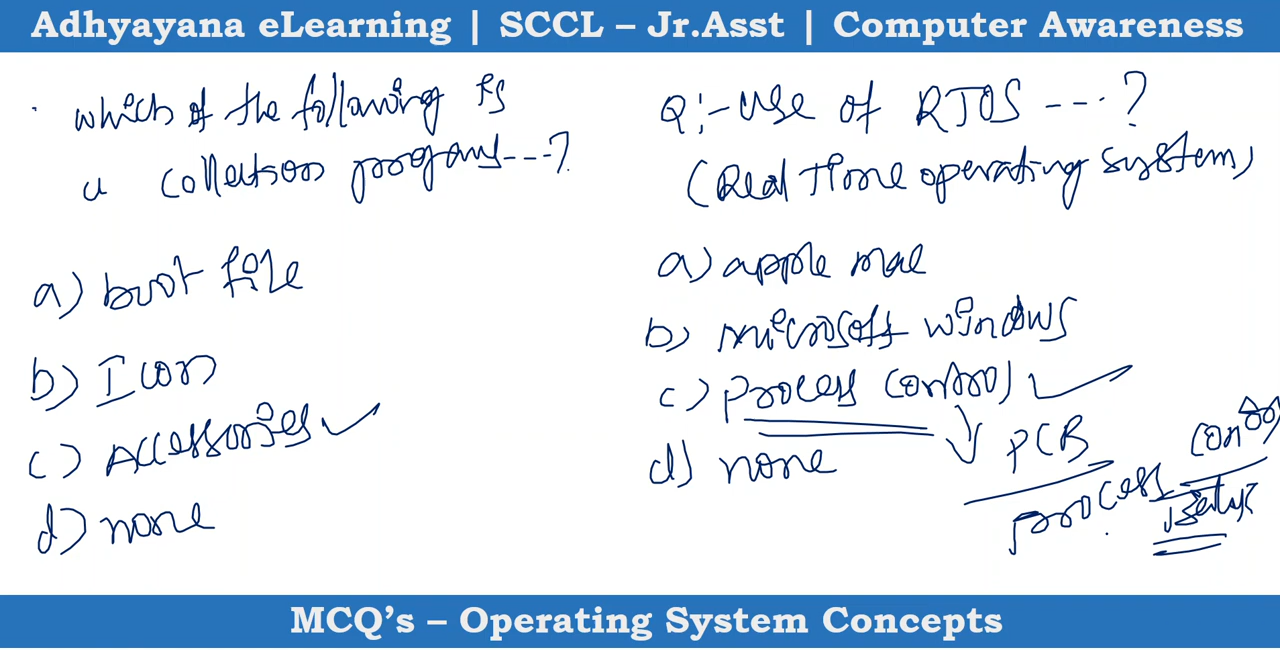 Adhyayana eLearning | SCCL – Jr.Asst | Computer Awareness
which of the following is
a collection programs---?
a) boot file
b) Icon
c) Accessories
d) none
Q:- Use of RTOS ---.?
(Real time operating system)
a) apple mac
b) microsoft windows
c) process control
d) none
PCB
process control
MCQ's – Operating System Concepts